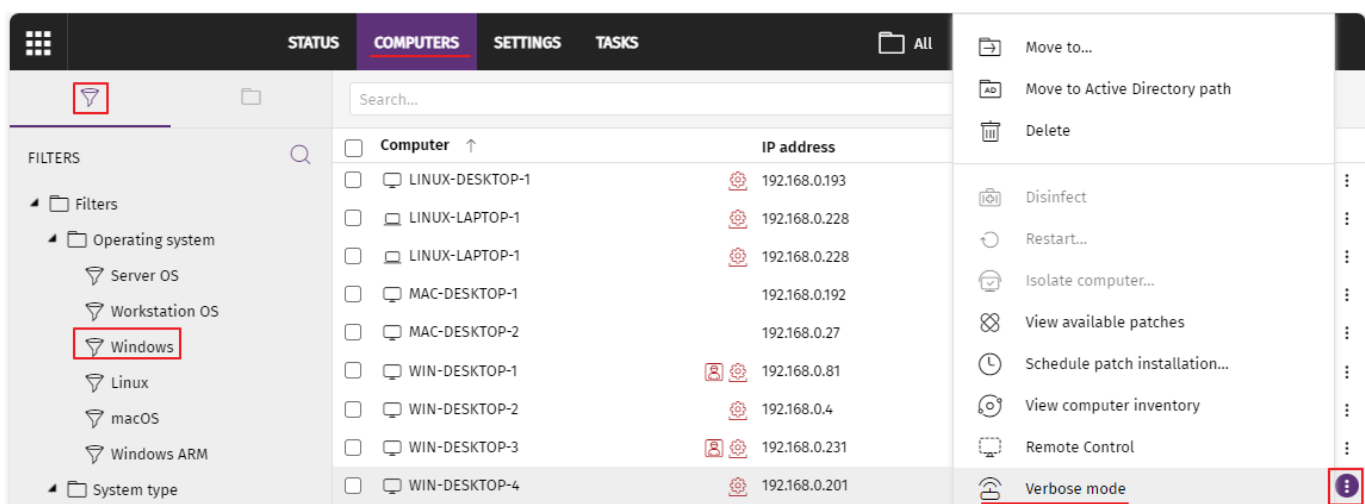 STATUS COMPUTERS SETTINGS TASKS All
Search...
FILTERS
Filters
Operating system
Server OS
Workstation OS
Windows
Linux
macOS
Windows ARM
System type
Computer ↑ IP address
LINUX-DESKTOP-1 192.168.0.193
LINUX-LAPTOP-1 192.168.0.228
LINUX-LAPTOP-1 192.168.0.228
MAC-DESKTOP-1 192.168.0.192
MAC-DESKTOP-2 192.168.0.27
WIN-DESKTOP-1 192.168.0.81
WIN-DESKTOP-2 192.168.0.4
WIN-DESKTOP-3 192.168.0.231
WIN-DESKTOP-4 192.168.0.201
Move to...
AD Move to Active Directory path
Delete
Disinfect
Restart...
Isolate computer...
View available patches
Schedule patch installation...
View computer inventory
Remote Control
Verbose mode